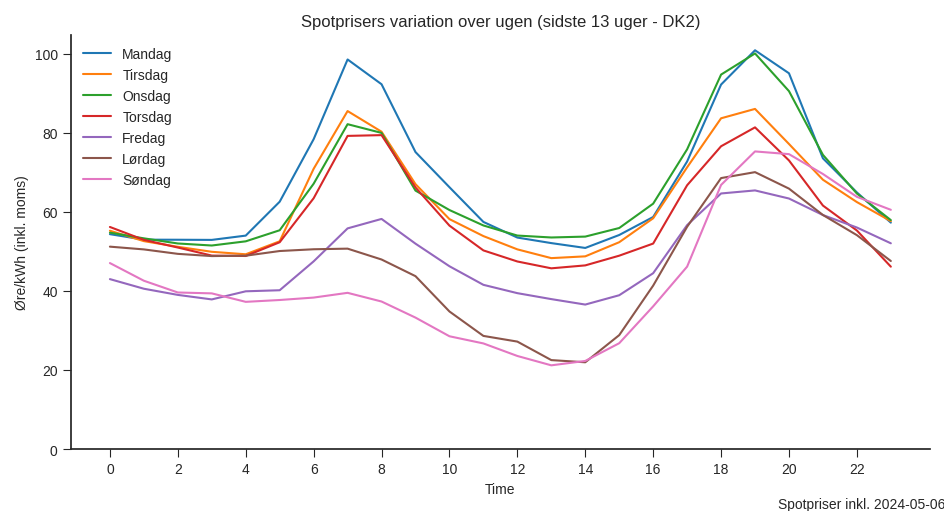 Spotprisers variation over ugen (sidste 13 uger - DK2)
Mandag
Tirsdag
Onsdag
Torsdag
Fredag
Lørdag
Søndag
Øre/kWh (inkl. moms)
100
80
60
40
20
0
0 2 4 6 8 10 12 14 16 18 20 22
Time
Spotpriser inkl. 2024-05-06